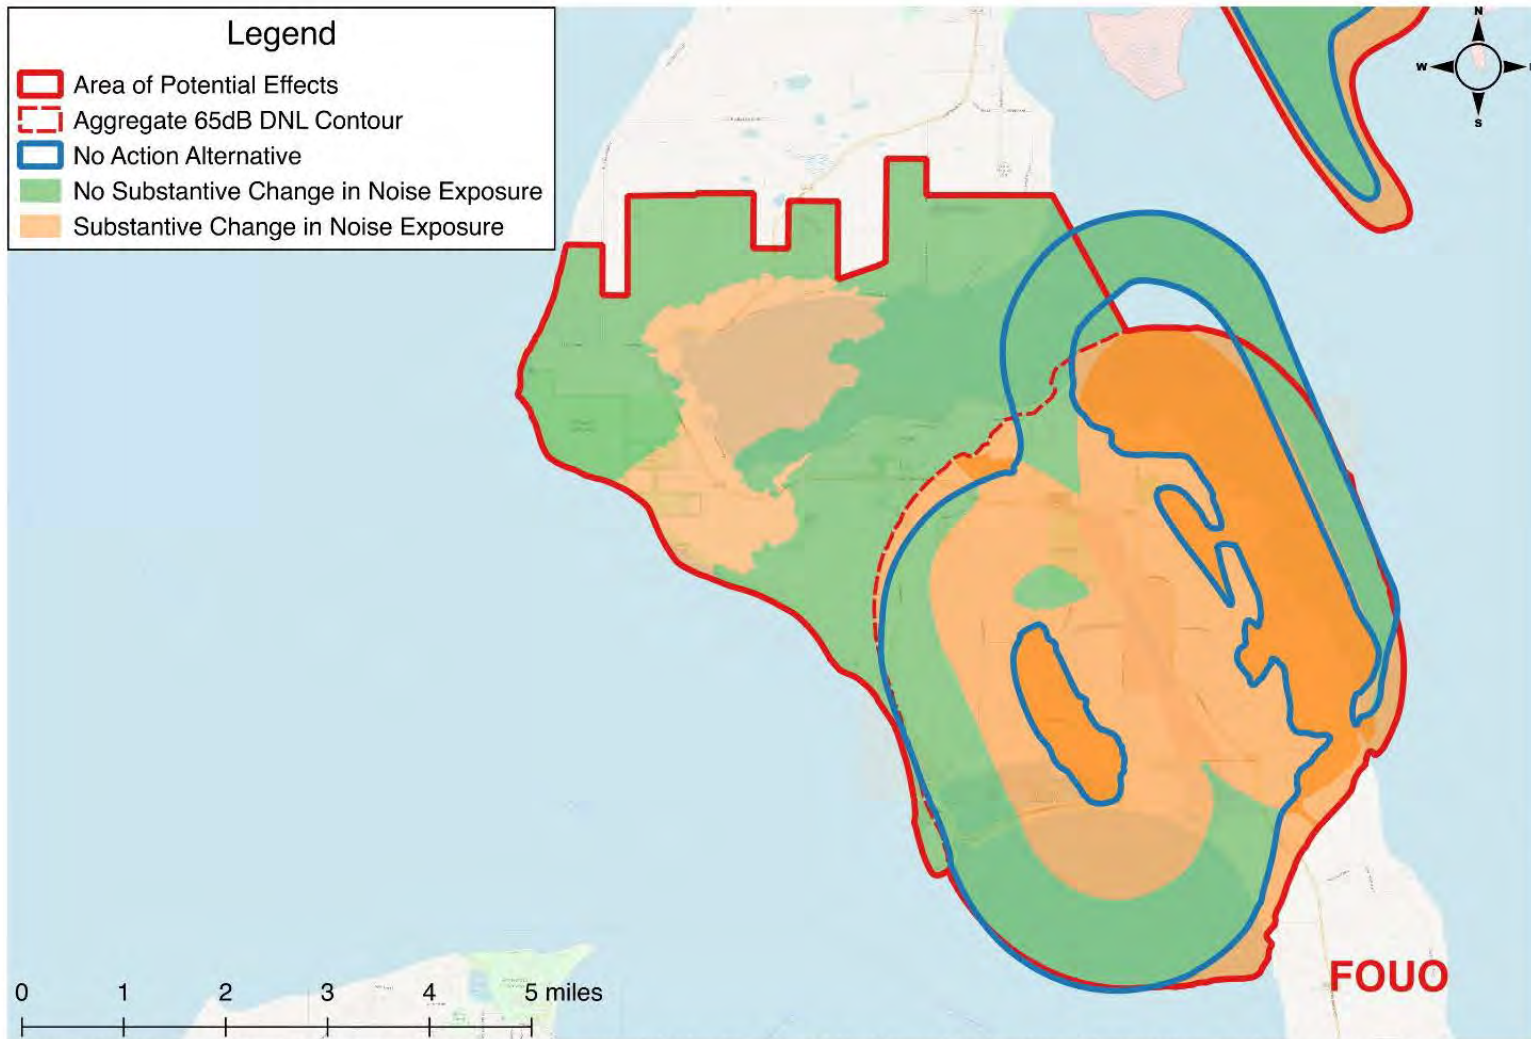 Legend
Area of Potential Effects
Aggregate 65dB DNL Contour
No Action Alternative
No Substantive Change in Noise Exposure
Substantive Change in Noise Exposure
N
W
S
FOUO
0 1 2 3 4 5 miles